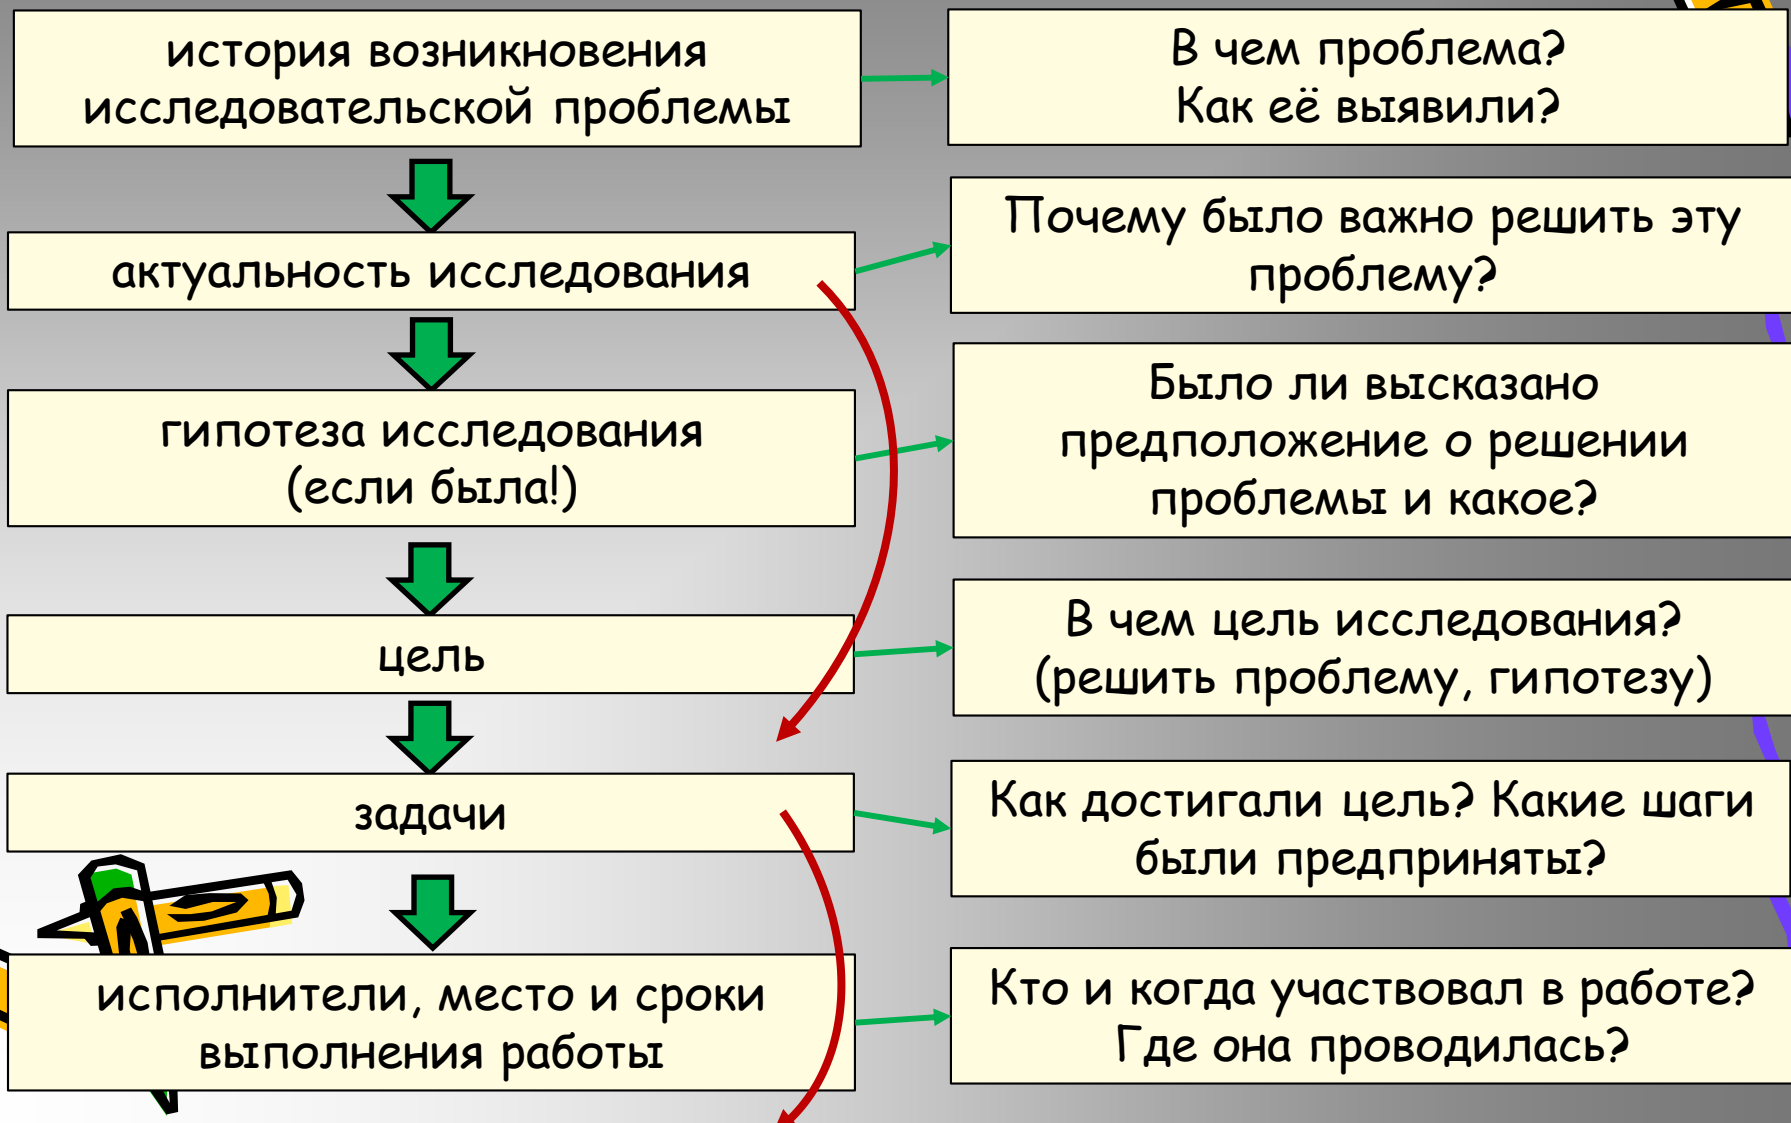 история возникновения
исследовательской проблемы
В чем проблема?
Как её выявили?
актуальность исследования
Почему было важно решить эту
проблему?
гипотеза исследования
(если была!)
Было ли высказано
предположение о решении
проблемы и какое?
цель
В чем цель исследования?
(решить проблему, гипотезу)
задачи
Как достигали цель? Какие шаги
были предприняты?
исполнители, место и сроки
выполнения работы
Кто и когда участвовал в работе?
Где она проводилась?